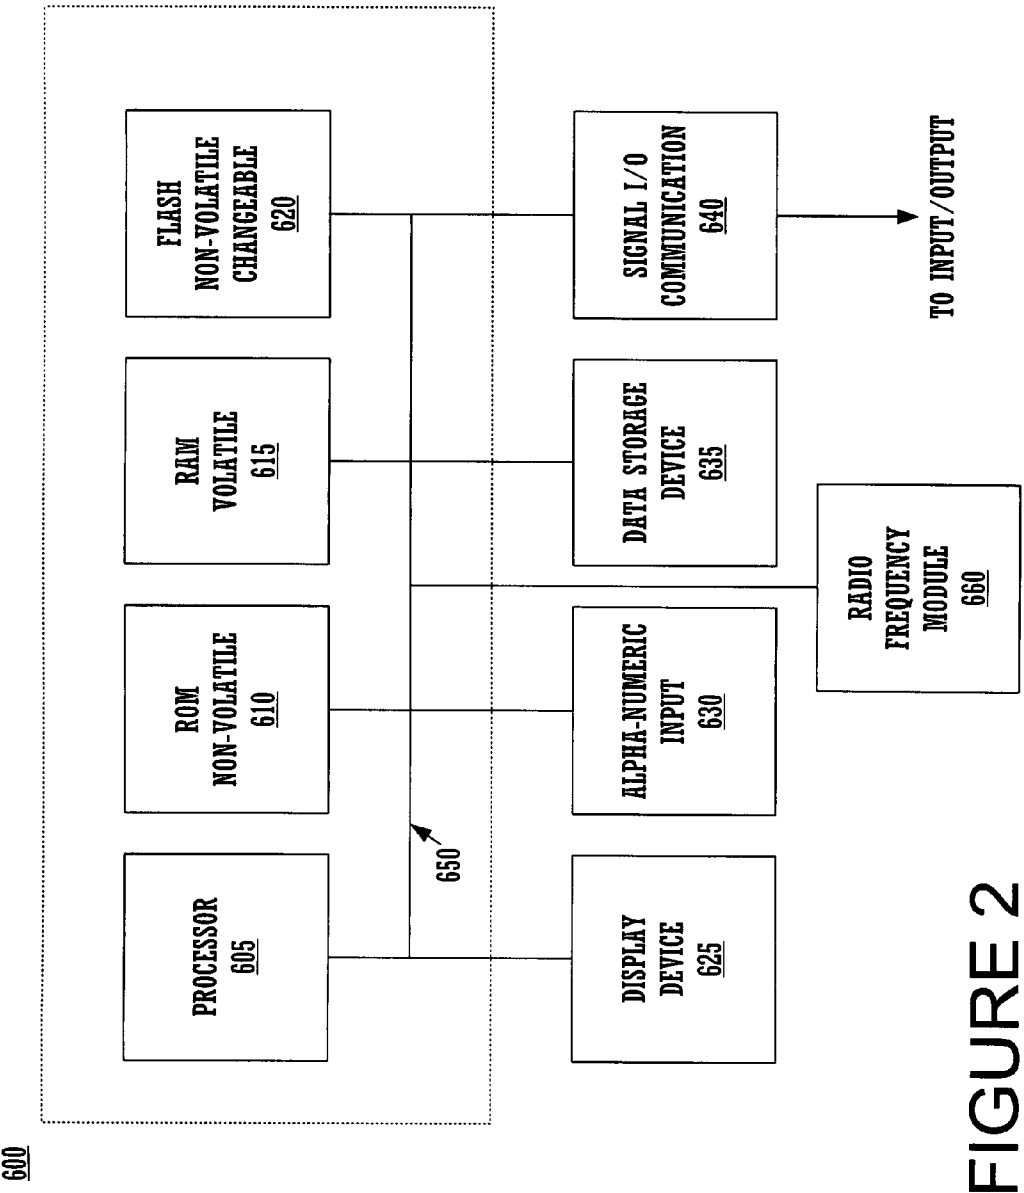 600
PROCESSOR
605
ROM
NON-VOLATILE
610
RAM
VOLATILE
615
FLASH
NON-VOLATILE
CHANGEABLE
620
650
DISPLAY
DEVICE
625
ALPHA-NUMERIC
INPUT
630
DATA STORAGE
DEVICE
635
SIGNAL I/O
COMMUNICATION
640
RADIO
FREQUENCY
MODULE
660
TO INPUT/OUTPUT
FIGURE 2